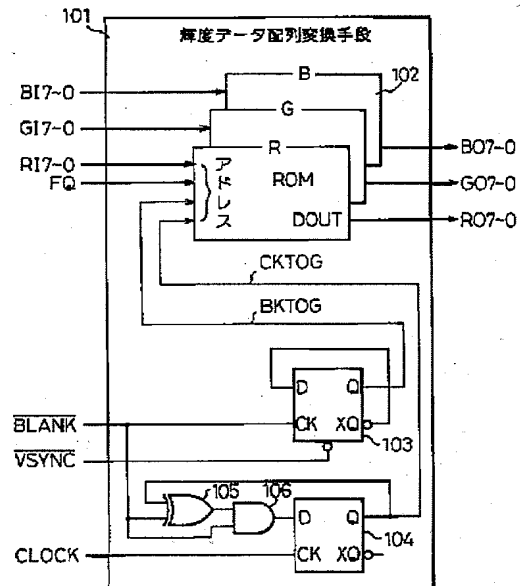 101
輝度データ配列変換手段
B
102
BI7~0
G
GI7~0
BO7~0
R
RI7~0
アドレス
ROM
FQ
GO7~0
DOUT
RO7~0
CKTOG
BKTOG
D Q
BLANK
CK XQ
103
VSYNC
105
106
D Q
104
CLOCK
CK XQ